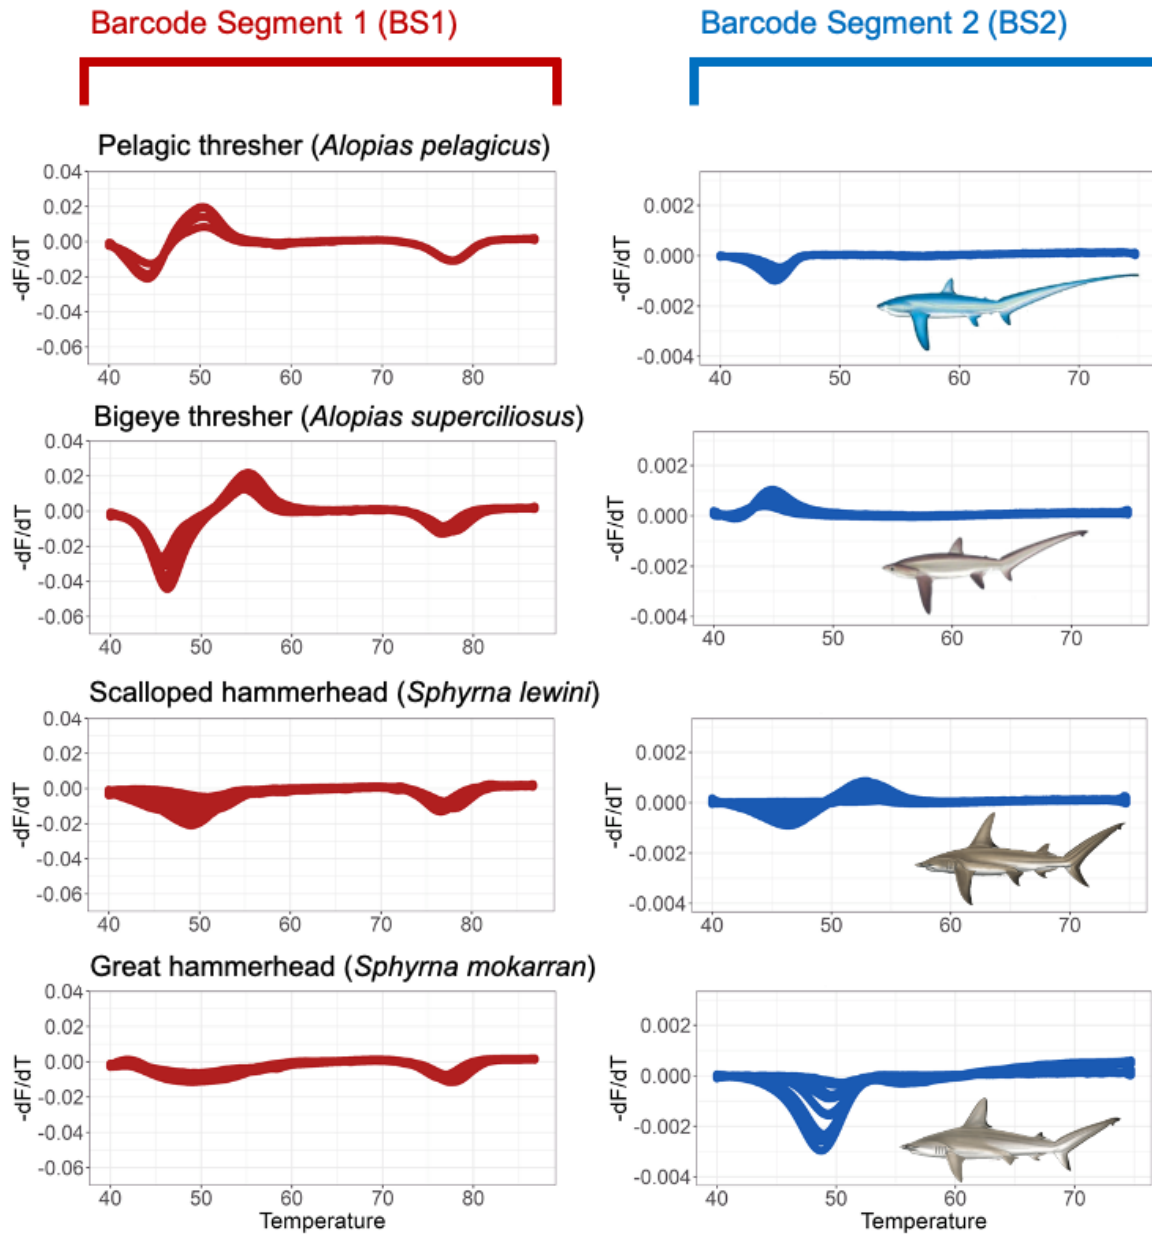 Barcode Segment 1 (BS1)
Barcode Segment 2 (BS2)
Pelagic thresher (Alopias pelagicus)
0.04
0.02
0.00
-0.02
-0.04
-0.06
-dF/dT
40 50 60 70 80
0.002
0.000
-0.002
-0.004
-dF/dT
40 50 60 70
Bigeye thresher (Alopias superciliosus)
0.04
0.02
0.00
-0.02
-0.04
-0.06
-dF/dT
40 50 60 70 80
0.002
0.000
-0.002
-0.004
-dF/dT
40 50 60 70
Scalloped hammerhead (Sphyrna lewini)
0.04
0.02
0.00
-0.02
-0.04
-0.06
-dF/dT
40 50 60 70 80
0.002
0.000
-0.002
-0.004
-dF/dT
40 50 60 70
Great hammerhead (Sphyrna mokarran)
0.04
0.02
0.00
-0.02
-0.04
-0.06
-dF/dT
40 50 60 70 80
Temperature
0.002
0.000
-0.002
-0.004
-dF/dT
40 50 60 70
Temperature